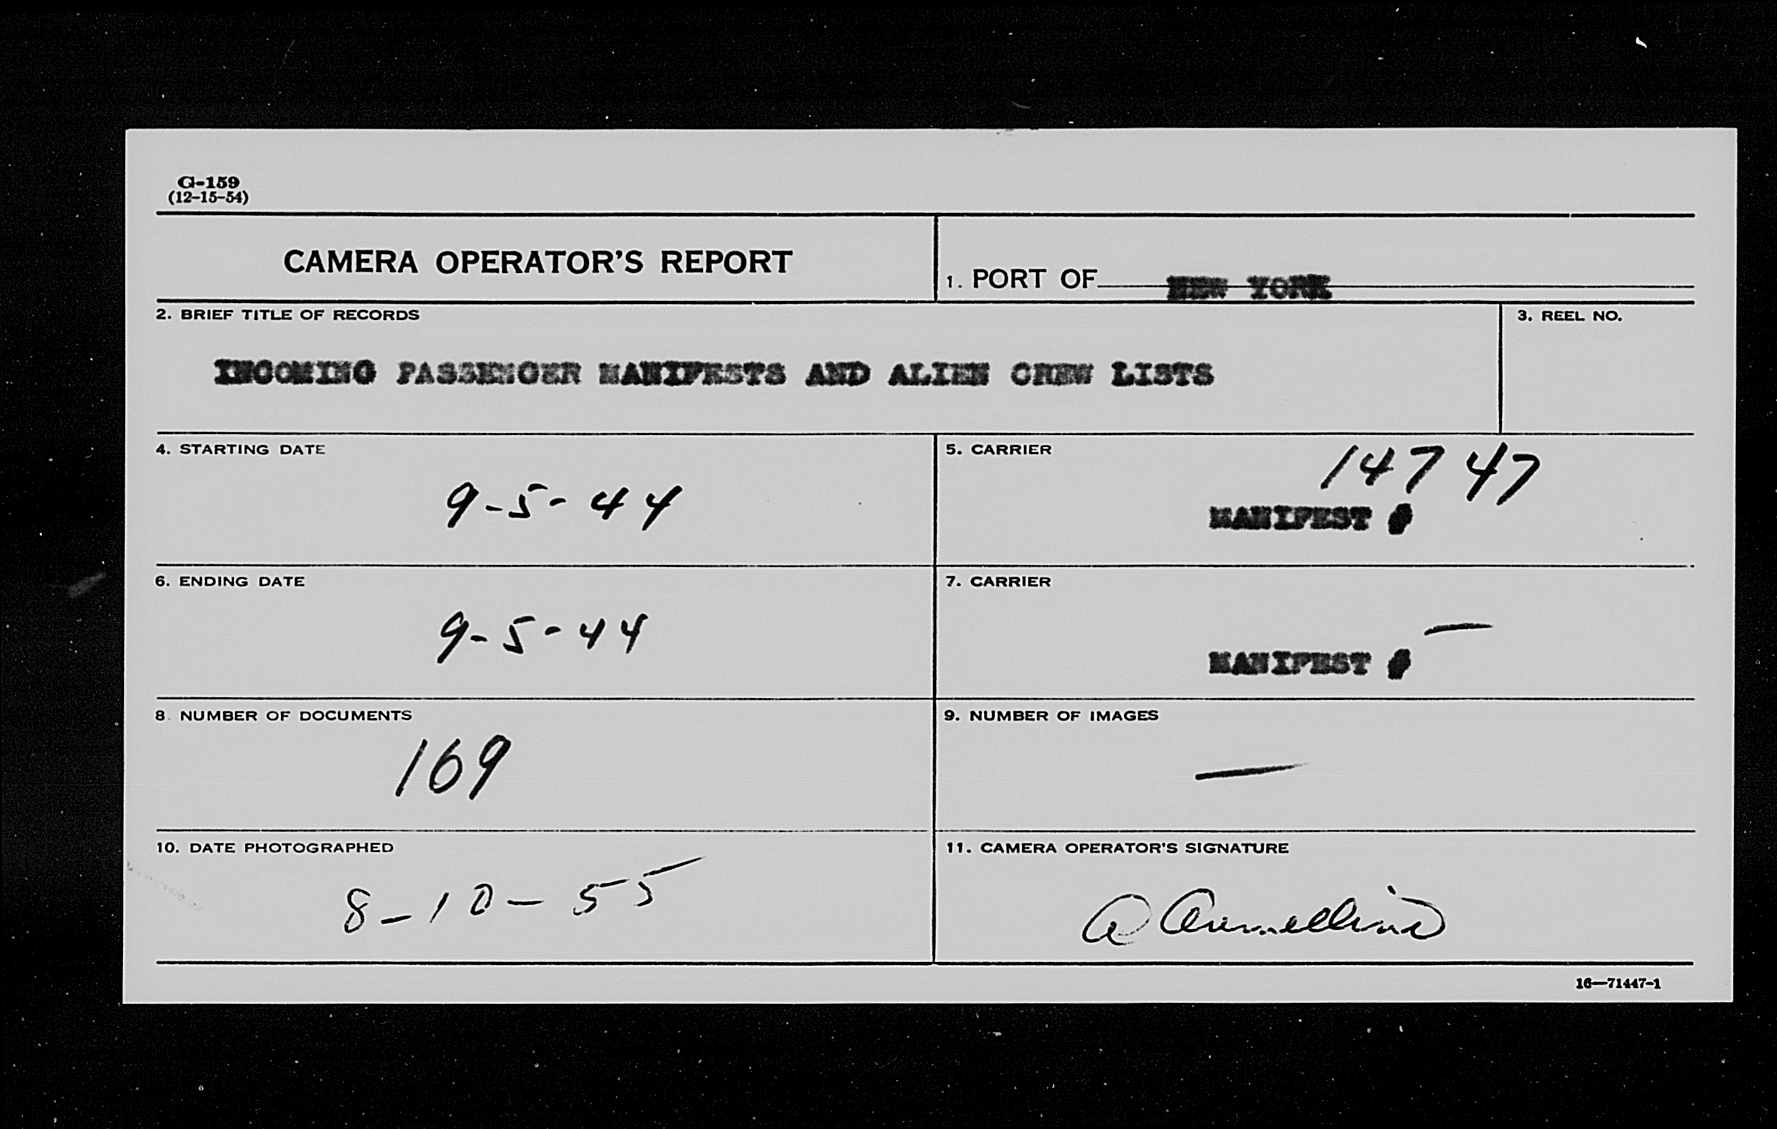 G-159
(12-15-54)
CAMERA OPERATOR'S REPORT
1. PORT OF NEW YORK
2. BRIEF TITLE OF RECORDS
3. REEL NO.
INCOMING PASSENGER MANIFESTS AND ALIEN CREW LISTS
4. STARTING DATE
9-5-44
5. CARRIER
14747
MANIFEST #
6. ENDING DATE
9-5-44
7. CARRIER
—
MANIFEST #
8. NUMBER OF DOCUMENTS
169
9. NUMBER OF IMAGES
—
10. DATE PHOTOGRAPHED
8-10-55
11. CAMERA OPERATOR'S SIGNATURE
16—71447-1